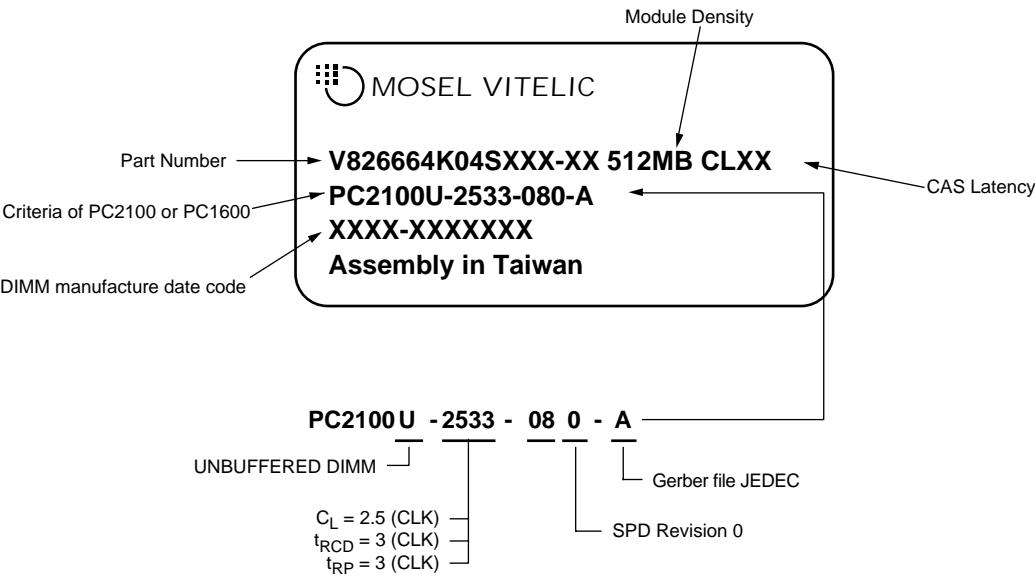 Module Density
MOSEL VITELIC
Part Number
V826664K04SXXX-XX 512MB CLXX
CAS Latency
Criteria of PC2100 or PC1600
PC2100U-2533-080-A
XXXX-XXXXXXX
DIMM manufacture date code
Assembly in Taiwan
PC2100 U - 2533 - 08 0 - A
UNBUFFERED DIMM
Gerber file JEDEC
CL = 2.5 (CLK)
SPD Revision 0
tRCD = 3 (CLK)
tRP = 3 (CLK)